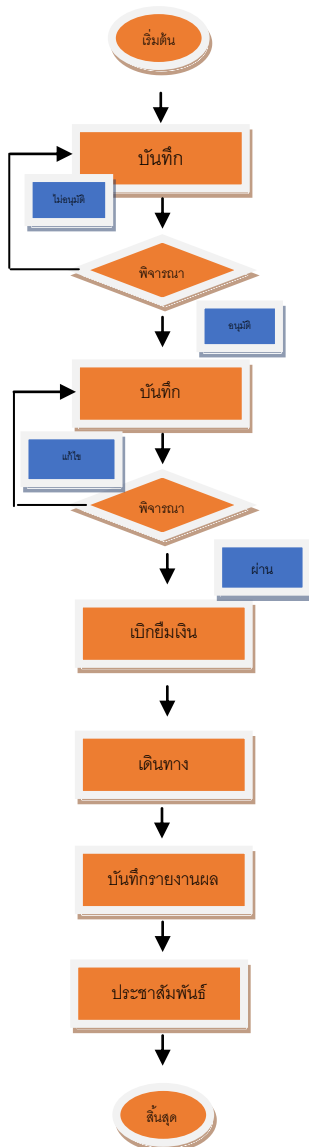 เริ่มต้น
บันทึก
ไม่อนุมัติ
พิจารณา
อนุมัติ
บันทึก
แก้ไข
พิจารณา
ผ่าน
เบิกยืมเงิน
เดินทาง
บันทึกรายงานผล
ประชาสัมพันธ์
สิ้นสุด